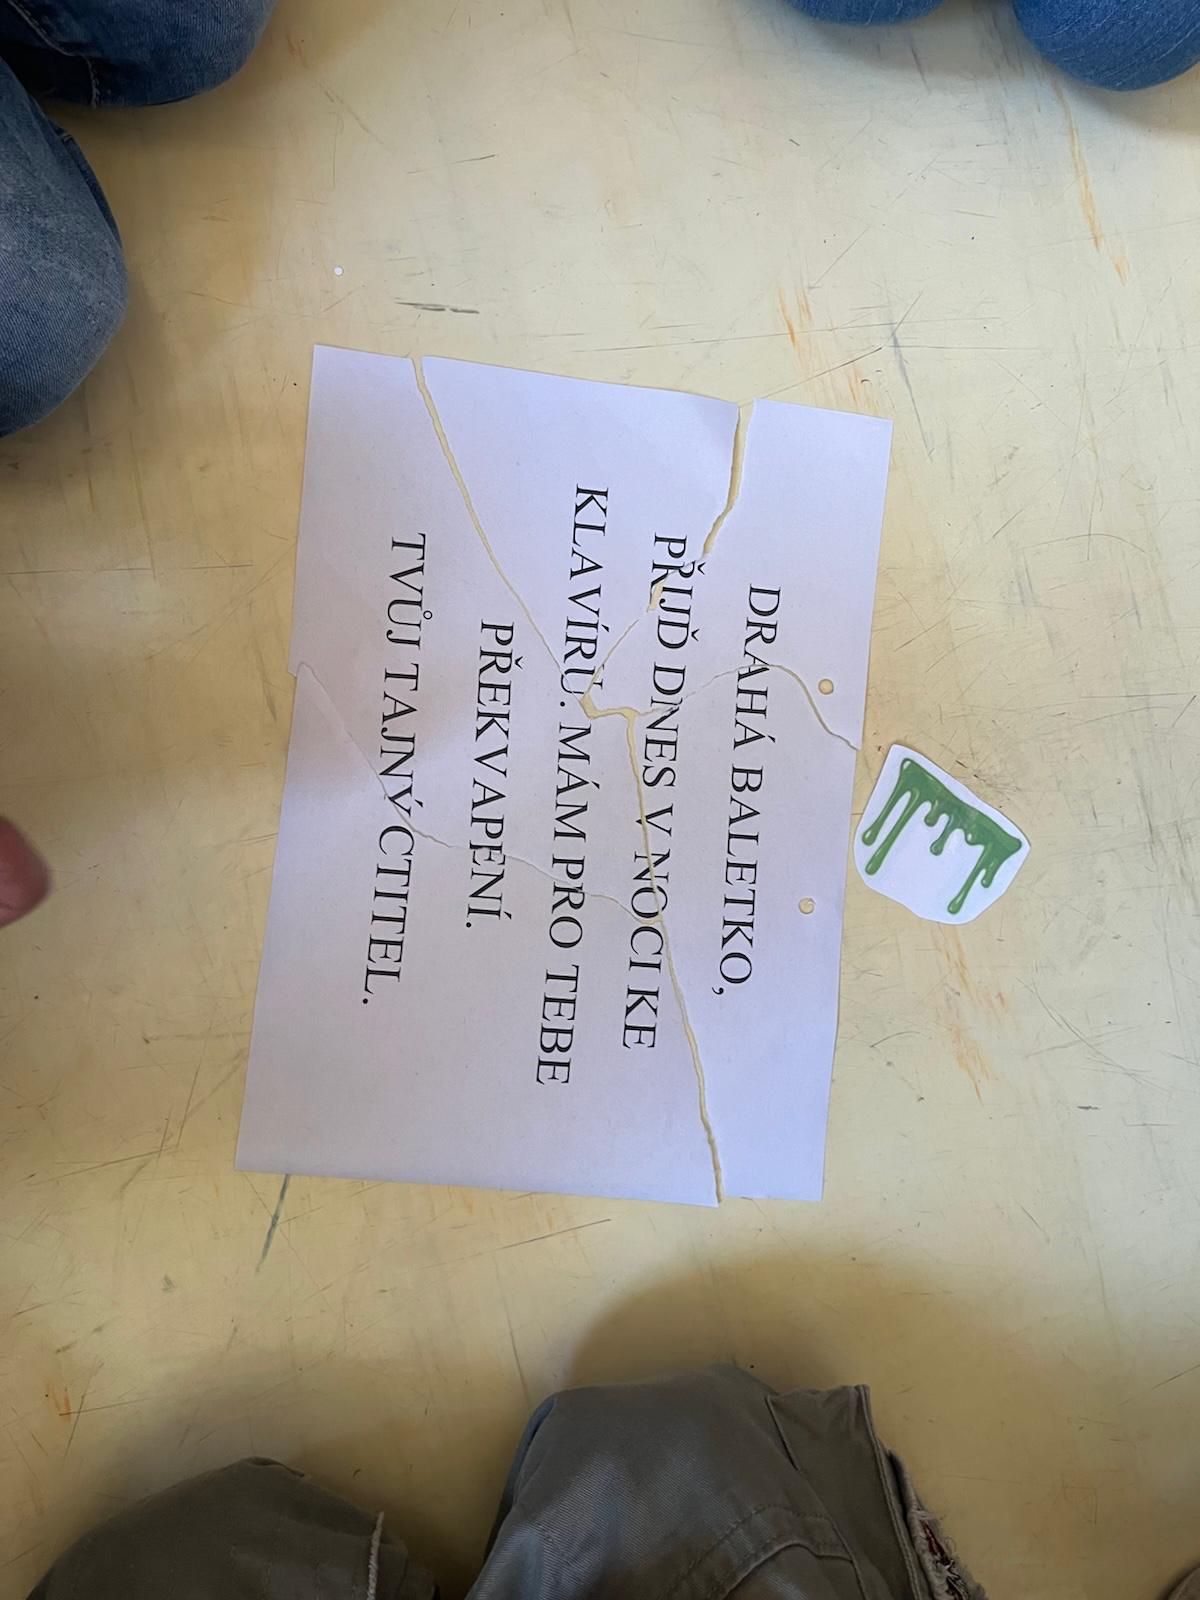 DRAHÁ BALETKO,
PŘIJĎ DNES V NOCI KE
KLAVÍRU. MÁM PRO TEBE
PŘEKVAPENÍ.
TVŮJ TAJNÝ CTITEL.